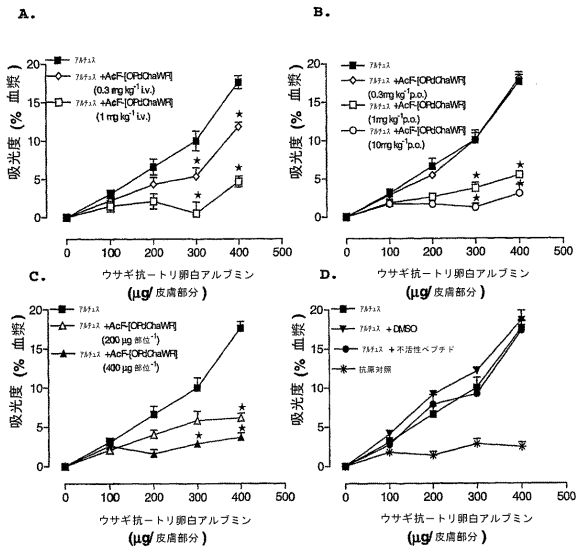 A.
アルチュス
アルチュス +AcF-[OPdChaWR]
(0.3 mg kg⁻¹ i.v.)
アルチュス +AcF-[OPdChaWR]
(1 mg kg⁻¹ i.v.)
吸光度 (% 血漿)
20
15
10
5
0
0 100 200 300 400 500
ウサギ抗ートリ卵白アルブミン
(μg/皮膚部分)
B.
アルチュス
アルチュス +AcF-[OPdChaWR]
(0.3mg kg⁻¹p.o.)
アルチュス +AcF-[OPdChaWR]
(1mg kg⁻¹p.o.)
アルチュス +AcF-[OPdChaWR]
(10mg kg⁻¹p.o.)
吸光度 (% 血漿)
20
15
10
5
0
0 100 200 300 400 500
ウサギ抗ートリ卵白アルブミン
(μg/皮膚部分)
C.
アルチュス
アルチュス +AcF-[OPdChaWR]
(200 μg 部位⁻¹)
アルチュス +AcF-[OPdChaWR]
(400 μg 部位⁻¹)
吸光度 (% 血漿)
20
15
10
5
0
0 100 200 300 400 500
ウサギ抗ートリ卵白アルブミン
(μg/皮膚部分)
D.
アルチュス
アルチュス + DMSO
アルチュス + 不活性ペプチド
抗原対照
吸光度 (% 血漿)
20
15
10
5
0
0 100 200 300 400 500
ウサギ抗ートリ卵白アルブミン
(μg/皮膚部分)